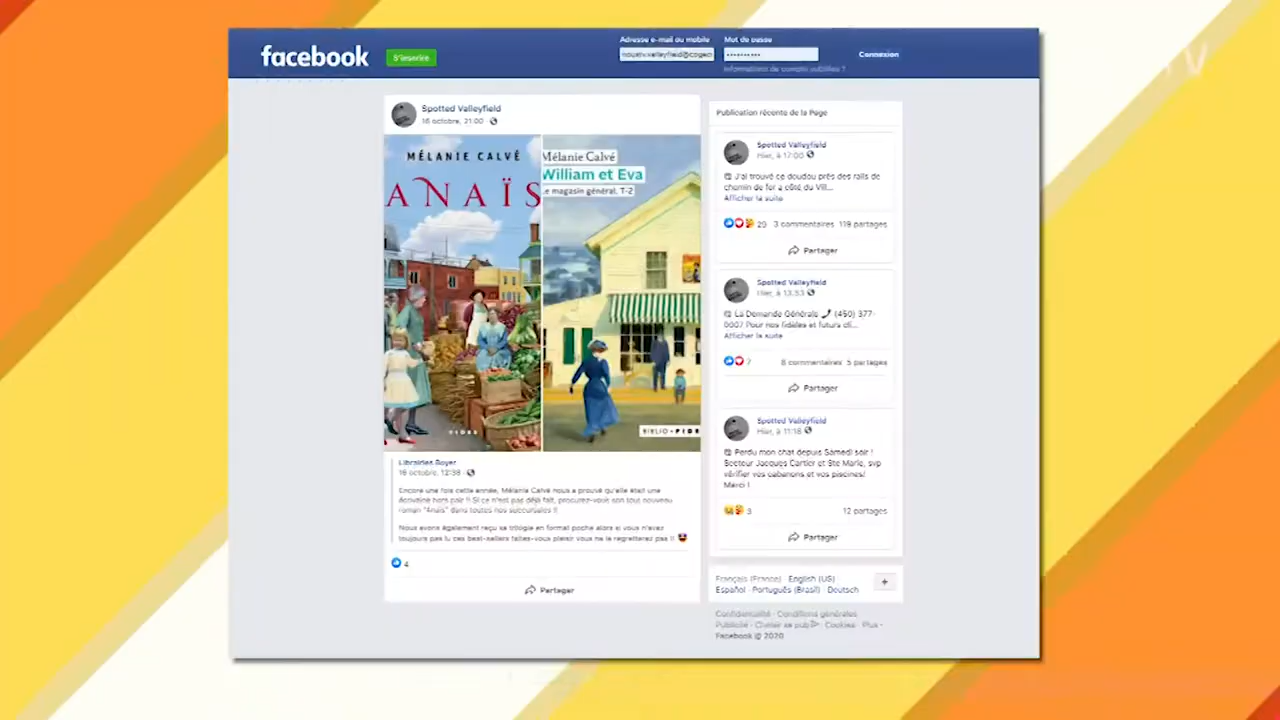 facebook
S'inscrire
Adresse e-mail ou mobile
Mot de passe
Connexion
Informations de compte oubliées ?
Spotted Valleyfield
16 octobre, 21:00
MÉLANIE CALVÉ
ANAÏS
Mélanie Calvé
William et Eva
Le magasin général, T-2
BIBLIO •
Librairies Boyer
16 octobre, 12:38
Encore une fois cette année, Mélanie Calvé nous a prouvé qu'elle était une
écrivaine hors pair !! Si ce n'est pas déjà fait, procurez-vous son tout nouveau
roman "Anaïs" dans toutes nos succursales !!
Nous avons également reçu sa trilogie en format poche alors si vous n'avez
toujours pas lu ces best-sellers faites-vous plaisir vous ne le regretterez pas !!
4
Partager
Publication récente de la Page
Spotted Valleyfield
Hier, à 17:00
J'ai trouvé ce doudou près des rails de
chemin de fer a côté du Vill...
Afficher la suite
29 3 commentaires 119 partages
Partager
Spotted Valleyfield
Hier, à 13:53
La Demande Générale (450) 377-
0007 Pour nos fidèles et futurs cli...
Afficher la suite
7 8 commentaires 5 partages
Partager
Spotted Valleyfield
Hier, à 11:18
Perdu mon chat depuis Samedi soir !
Secteur Jacques Cartier et Ste Marie, svp
vérifier vos cabanons et vos piscines!
Merci !
3 12 partages
Partager
Français (France) · English (US)
Español · Português (Brasil) · Deutsch
+
Confidentialité · Conditions générales
Publicité · Choisir sa pub · Cookies · Plus
Facebook © 2020